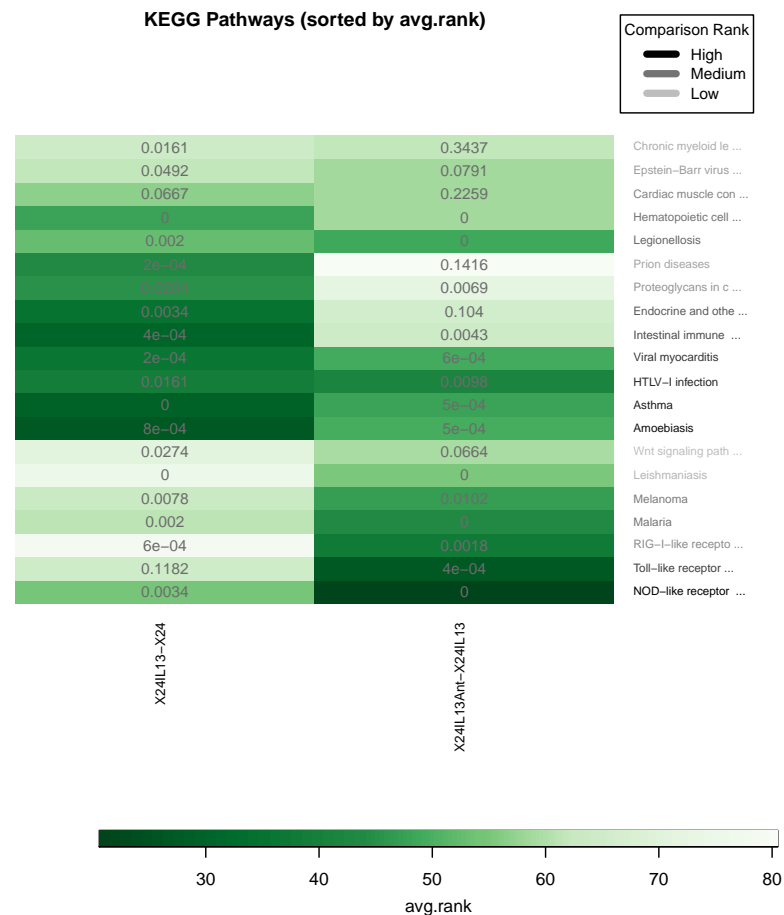 KEGG Pathways (sorted by avg.rank)
Comparison Rank
High
Medium
Low
0.0161 0.3437 Chronic myeloid le ...
0.0492 0.0791 Epstein−Barr virus ...
0.0667 0.2259 Cardiac muscle con ...
0 0 Hematopoietic cell ...
0.002 0 Legionellosis
2e−04 0.1416 Prion diseases
0.0069 Proteoglycans in c ...
0.0034 0.104 Endocrine and othe ...
4e−04 0.0043 Intestinal immune ...
2e−04 6e−04 Viral myocarditis
0.0161 0.0098 HTLV−I infection
0 5e−04 Asthma
8e−04 5e−04 Amoebiasis
0.0274 0.0664 Wnt signaling path ...
0 0 Leishmaniasis
0.0078 0.0102 Melanoma
0.002 0 Malaria
6e−04 0.0018 RIG−I−like recepto ...
0.1182 4e−04 Toll−like receptor ...
0.0034 0 NOD−like receptor ...
X24IL13−X24
X24IL13Ant−X24IL13
30 40 50 60 70 80
avg.rank